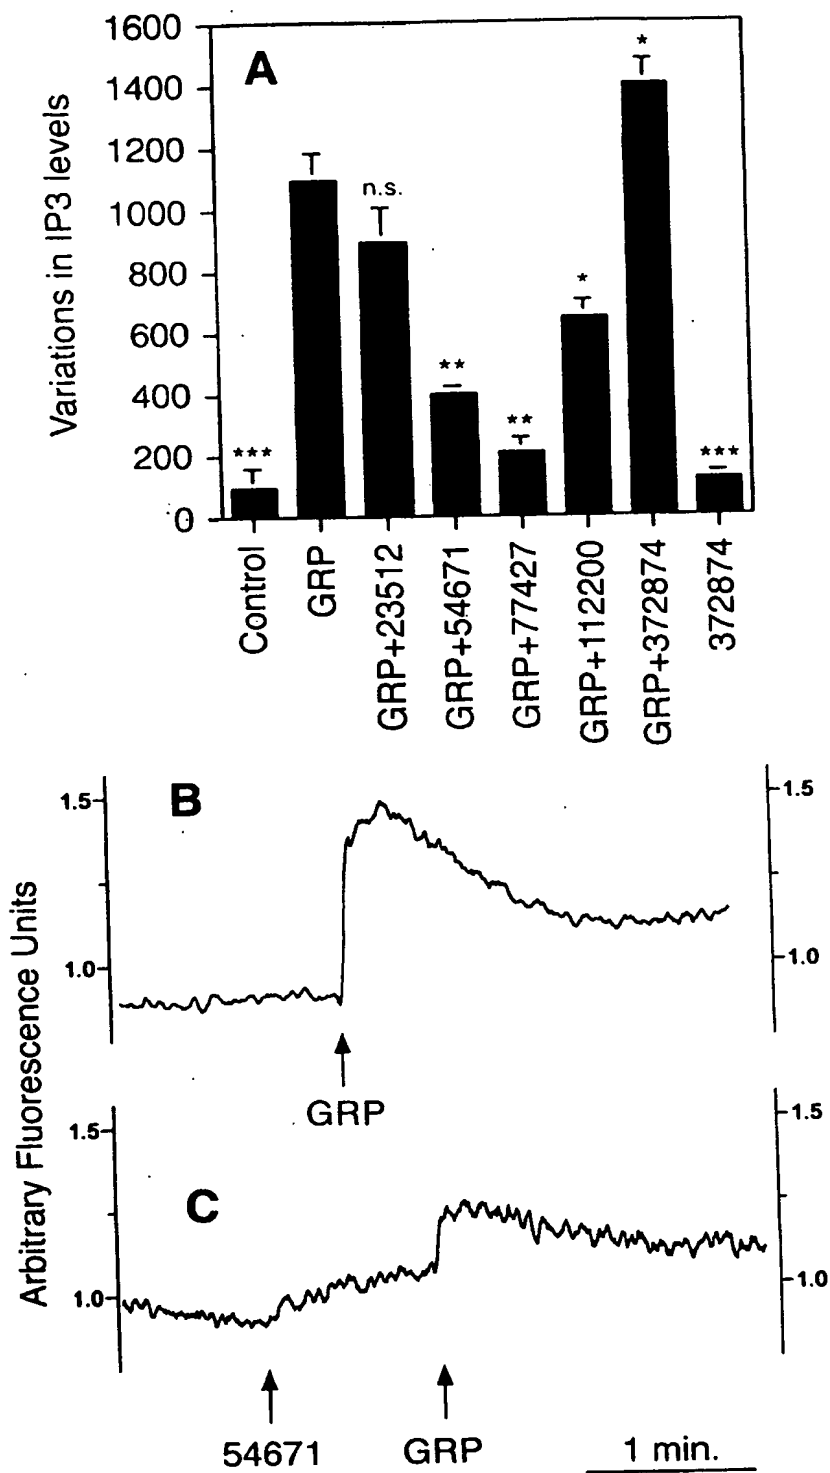 1600
A
1400
1200
1000
800
600
400
200
0
Variations in IP3 levels
***
n.s.
**
**
*
*
***
Control
GRP
GRP+23512
GRP+54671
GRP+77427
GRP+112200
GRP+372874
372874
B
1.5
1.0
1.5
1.0
GRP
Arbitrary Fluorescence Units
C
1.5
1.0
1.5
1.0
54671
GRP
1 min.